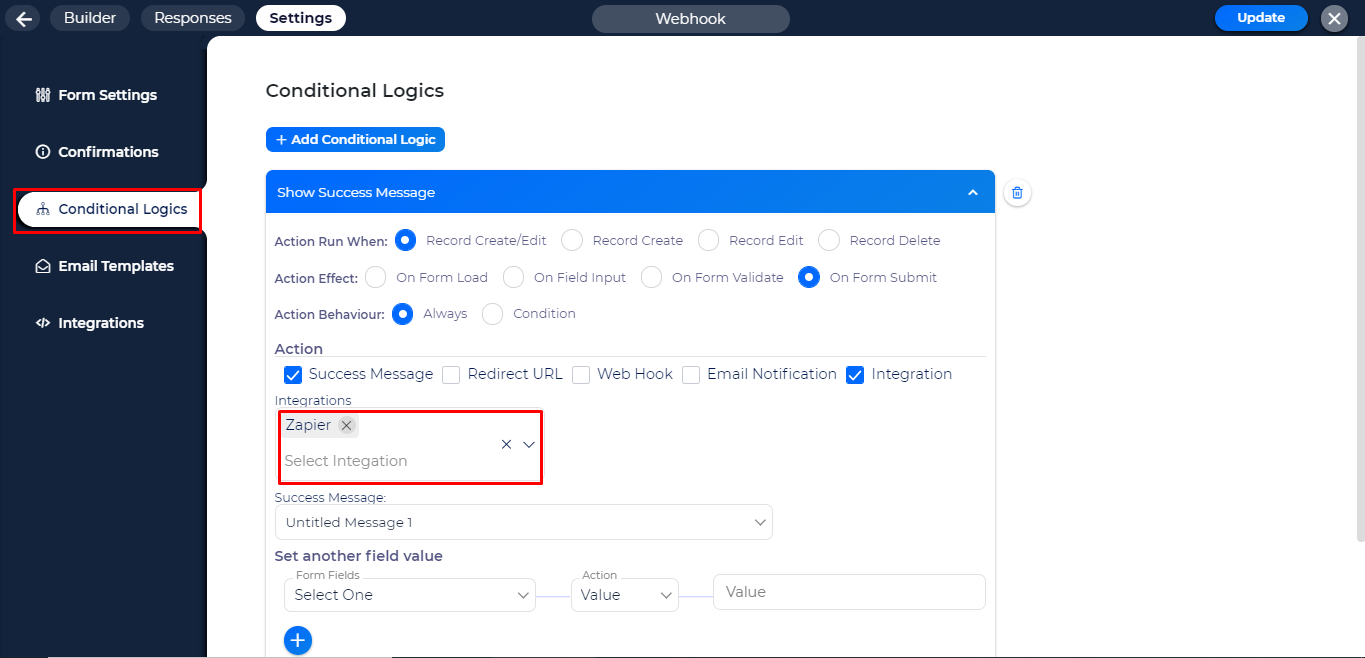 Builder Responses Settings Webhook Update
Form Settings
Confirmations
Conditional Logics
Email Templates
Integrations
Conditional Logics
+ Add Conditional Logic
Show Success Message
Action Run When: Record Create/Edit Record Create Record Edit Record Delete
Action Effect: On Form Load On Field Input On Form Validate On Form Submit
Action Behaviour: Always Condition
Action
Success Message Redirect URL Web Hook Email Notification Integration
Integrations
Zapier
Select Integation
Success Message:
Untitled Message 1
Set another field value
Form Fields Action
Select One Value Value